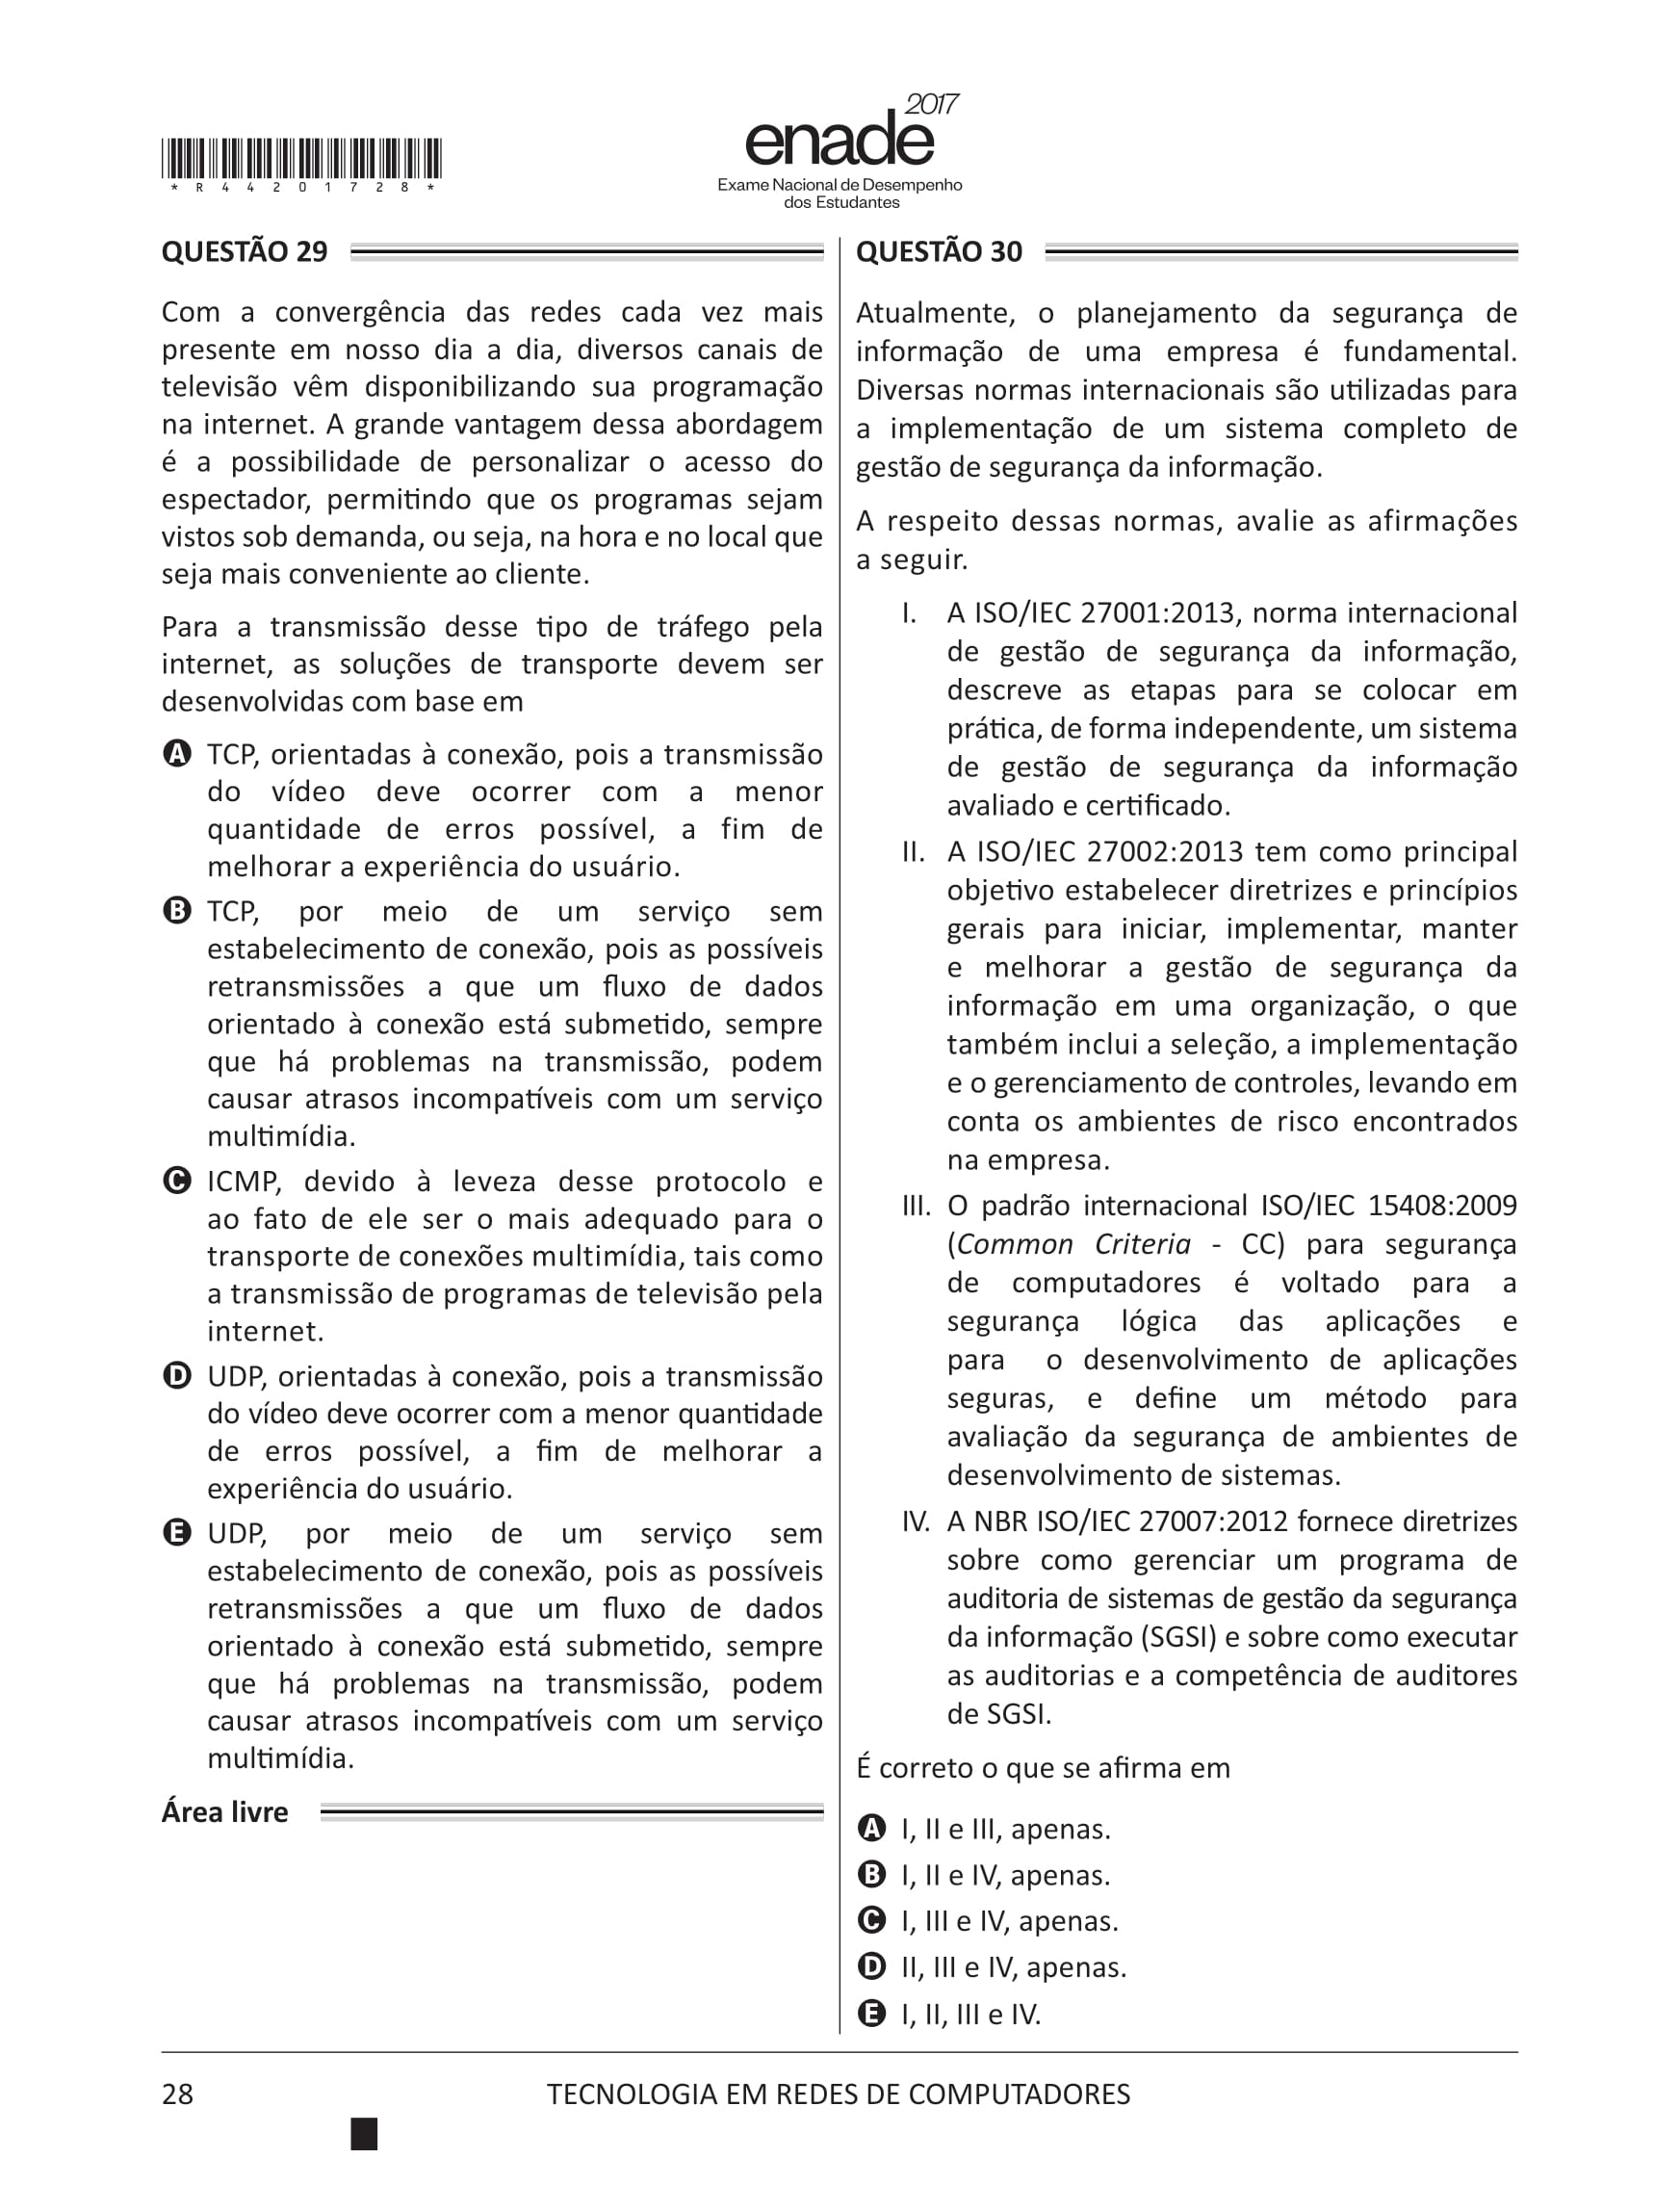 *R44201728*
2017
enade
Exame Nacional de Desempenho
dos Estudantes
QUESTÃO 29
Com a convergência das redes cada vez mais
presente em nosso dia a dia, diversos canais de
televisão vêm disponibilizando sua programação
na internet. A grande vantagem dessa abordagem
é a possibilidade de personalizar o acesso do
espectador, permitindo que os programas sejam
vistos sob demanda, ou seja, na hora e no local que
seja mais conveniente ao cliente.
Para a transmissão desse tipo de tráfego pela
internet, as soluções de transporte devem ser
desenvolvidas com base em
A TCP, orientadas à conexão, pois a transmissão
do vídeo deve ocorrer com a menor
quantidade de erros possível, a fim de
melhorar a experiência do usuário.
B TCP, por meio de um serviço sem
estabelecimento de conexão, pois as possíveis
retransmissões a que um fluxo de dados
orientado à conexão está submetido, sempre
que há problemas na transmissão, podem
causar atrasos incompatíveis com um serviço
multimídia.
C ICMP, devido à leveza desse protocolo e
ao fato de ele ser o mais adequado para o
transporte de conexões multimídia, tais como
a transmissão de programas de televisão pela
internet.
D UDP, orientadas à conexão, pois a transmissão
do vídeo deve ocorrer com a menor quantidade
de erros possível, a fim de melhorar a
experiência do usuário.
E UDP, por meio de um serviço sem
estabelecimento de conexão, pois as possíveis
retransmissões a que um fluxo de dados
orientado à conexão está submetido, sempre
que há problemas na transmissão, podem
causar atrasos incompatíveis com um serviço
multimídia.
Área livre
QUESTÃO 30
Atualmente, o planejamento da segurança de
informação de uma empresa é fundamental.
Diversas normas internacionais são utilizadas para
a implementação de um sistema completo de
gestão de segurança da informação.
A respeito dessas normas, avalie as afirmações
a seguir.
I. A ISO/IEC 27001:2013, norma internacional
de gestão de segurança da informação,
descreve as etapas para se colocar em
prática, de forma independente, um sistema
de gestão de segurança da informação
avaliado e certificado.
II. A ISO/IEC 27002:2013 tem como principal
objetivo estabelecer diretrizes e princípios
gerais para iniciar, implementar, manter
e melhorar a gestão de segurança da
informação em uma organização, o que
também inclui a seleção, a implementação
e o gerenciamento de controles, levando em
conta os ambientes de risco encontrados
na empresa.
III. O padrão internacional ISO/IEC 15408:2009
(Common Criteria - CC) para segurança
de computadores é voltado para a
segurança lógica das aplicações e
para o desenvolvimento de aplicações
seguras, e define um método para
avaliação da segurança de ambientes de
desenvolvimento de sistemas.
IV. A NBR ISO/IEC 27007:2012 fornece diretrizes
sobre como gerenciar um programa de
auditoria de sistemas de gestão da segurança
da informação (SGSI) e sobre como executar
as auditorias e a competência de auditores
de SGSI.
É correto o que se afirma em
A I, II e III, apenas.
B I, II e IV, apenas.
C I, III e IV, apenas.
D II, III e IV, apenas.
E I, II, III e IV.
28
TECNOLOGIA EM REDES DE COMPUTADORES